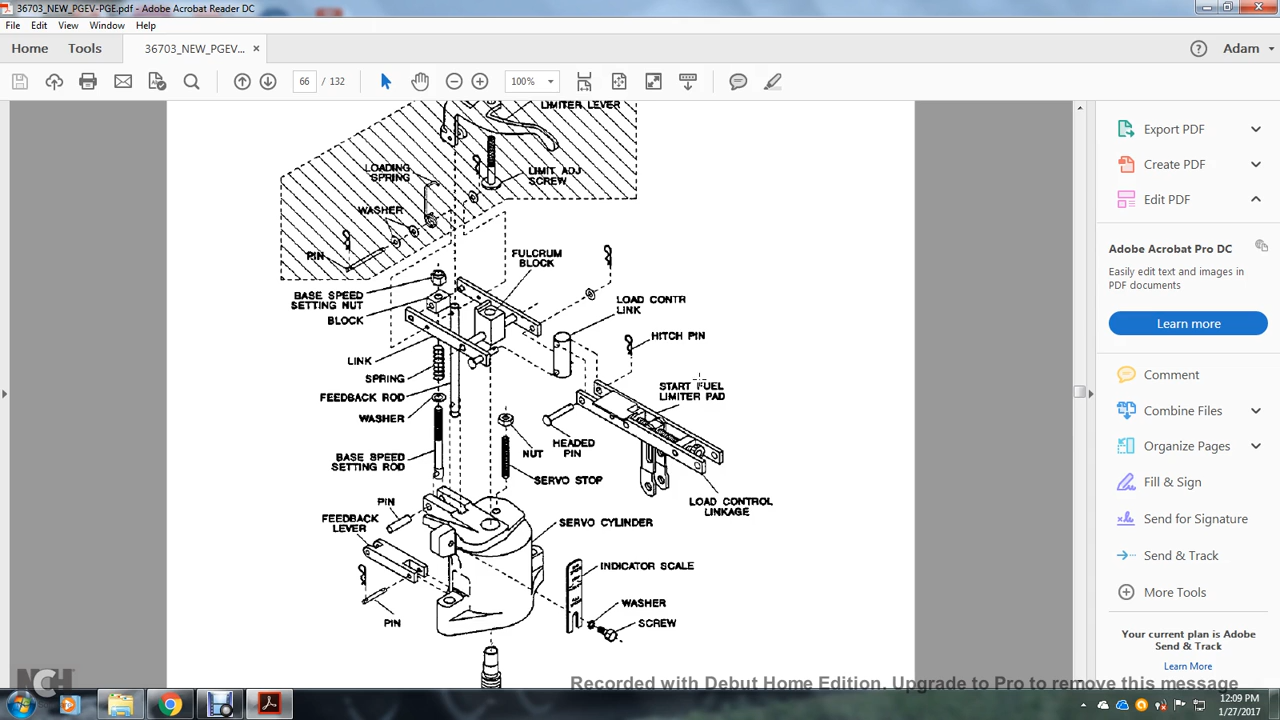 36703_NEW_PGEV-PGE.pdf - Adobe Acrobat Reader DC
File Edit View Window Help
Home Tools 36703_NEW_PGEV... ×
? Adam
66 / 132
100%
LIMITER LEVER
LOADING
SPRING
LIMIT ADJ
SCREW
WASHER
PIN
FULCRUM
BLOCK
BASE SPEED
SETTING NUT
BLOCK
LOAD CONTR
LINK
HITCH PIN
LINK
SPRING
FEEDBACK ROD
WASHER
START FUEL
LIMITER PAD
HEADED
PIN
NUT
BASE SPEED
SETTING ROD
SERVO STOP
LOAD CONTROL
LINKAGE
PIN
FEEDBACK
LEVER
SERVO CYLINDER
INDICATOR SCALE
WASHER
SCREW
PIN
Export PDF
Create PDF
Edit PDF
Adobe Acrobat Pro DC
Easily edit text and images in
PDF documents
Learn more
Comment
Combine Files
Organize Pages
Fill & Sign
Send for Signature
Send & Track
More Tools
Your current plan is Adobe
Send & Track
Learn More
NCH
Recorded with Debut Home Edition. Upgrade to Pro to remove this message
12:09 PM
1/27/2017